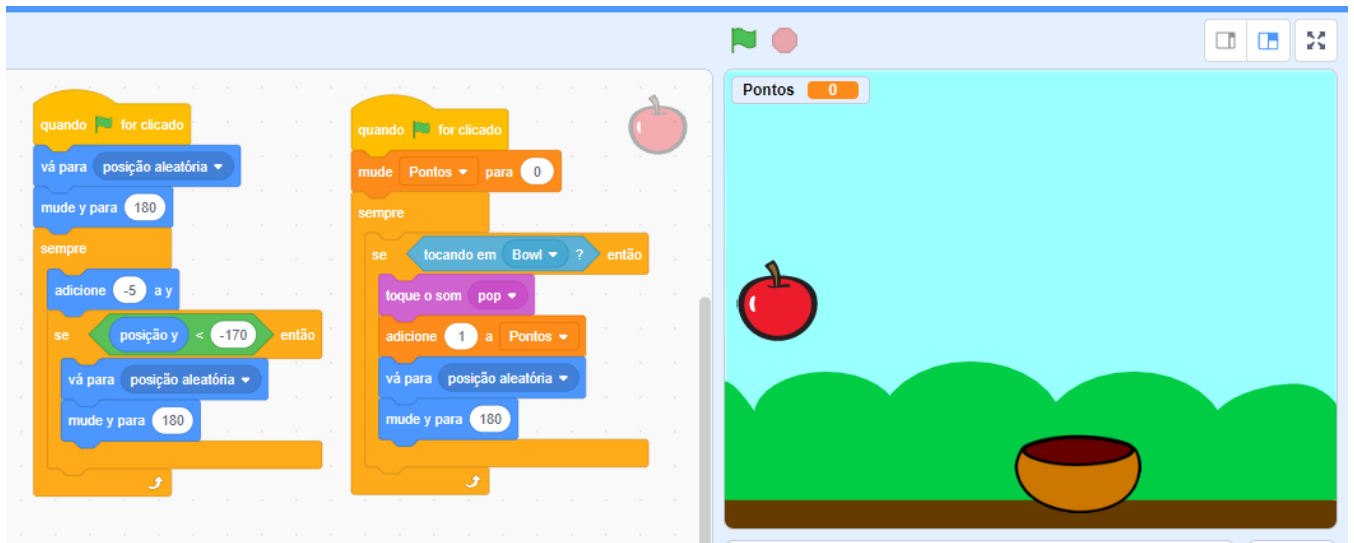 quando for clicado
vá para posição aleatória
mude y para 180
sempre
adicione -5 a y
se posição y < -170 então
vá para posição aleatória
mude y para 180
quando for clicado
mude Pontos para 0
sempre
se tocando em Bowl ? então
toque o som pop
adicione 1 a Pontos
vá para posição aleatória
mude y para 180
Pontos 0